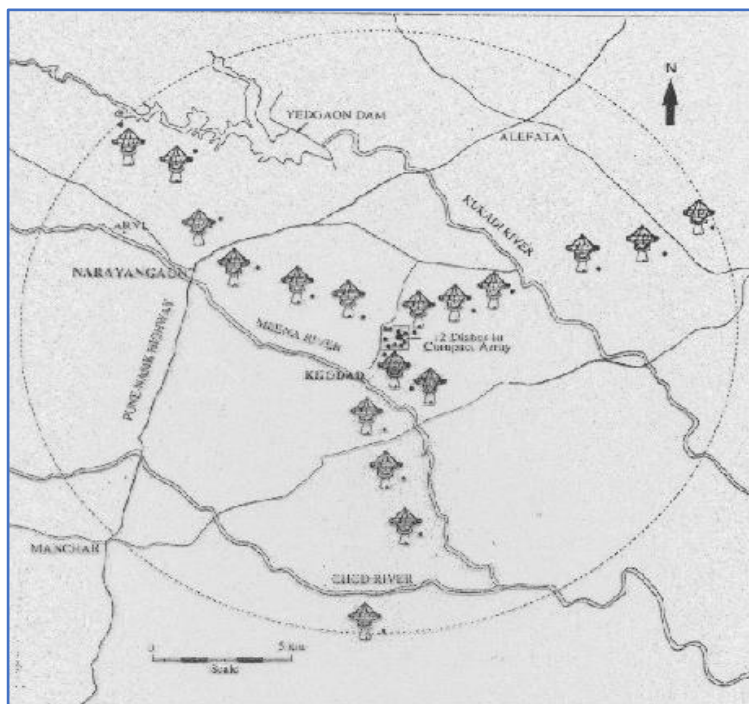 N
YEDGAON DAM
ALEFATA
KUKADI RIVER
ARVI
NARAYANGAON
MEENA RIVER
12 Dishes in
Compact Array
PUNE-NASIK HIGHWAY
KHODAD
MANCHAR
GHOD RIVER
0
5 km
Scale